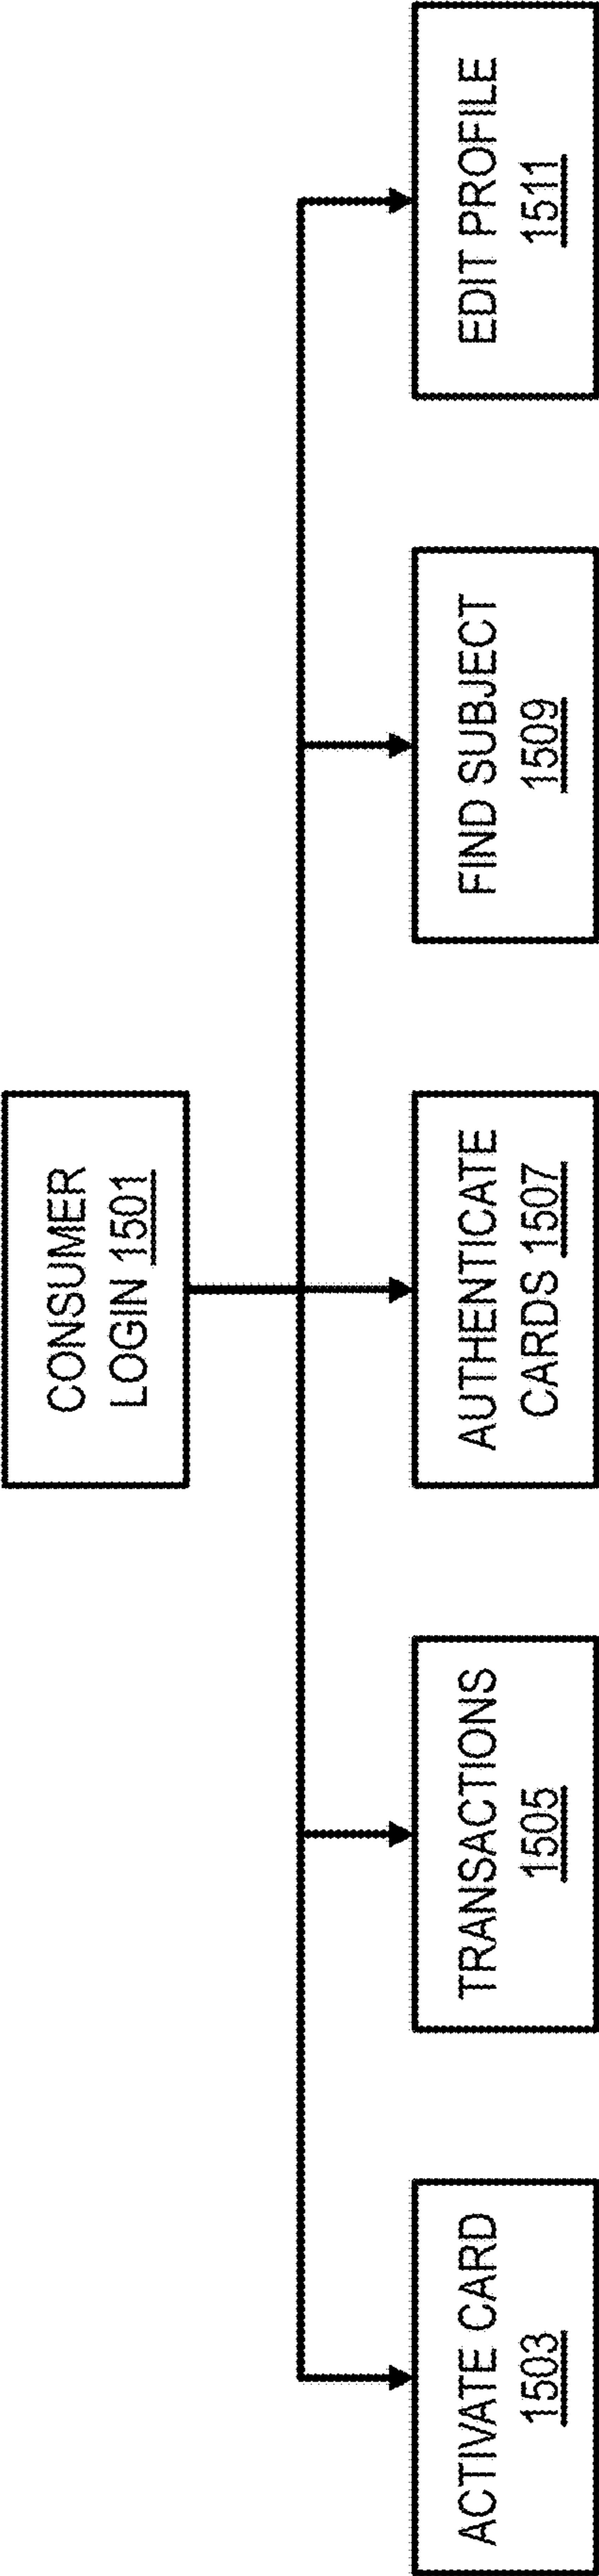 CONSUMER
LOGIN 1501
ACTIVATE CARD
1503
TRANSACTIONS
1505
AUTHENTICATE
CARDS 1507
FIND SUBJECT
1509
EDIT PROFILE
1511